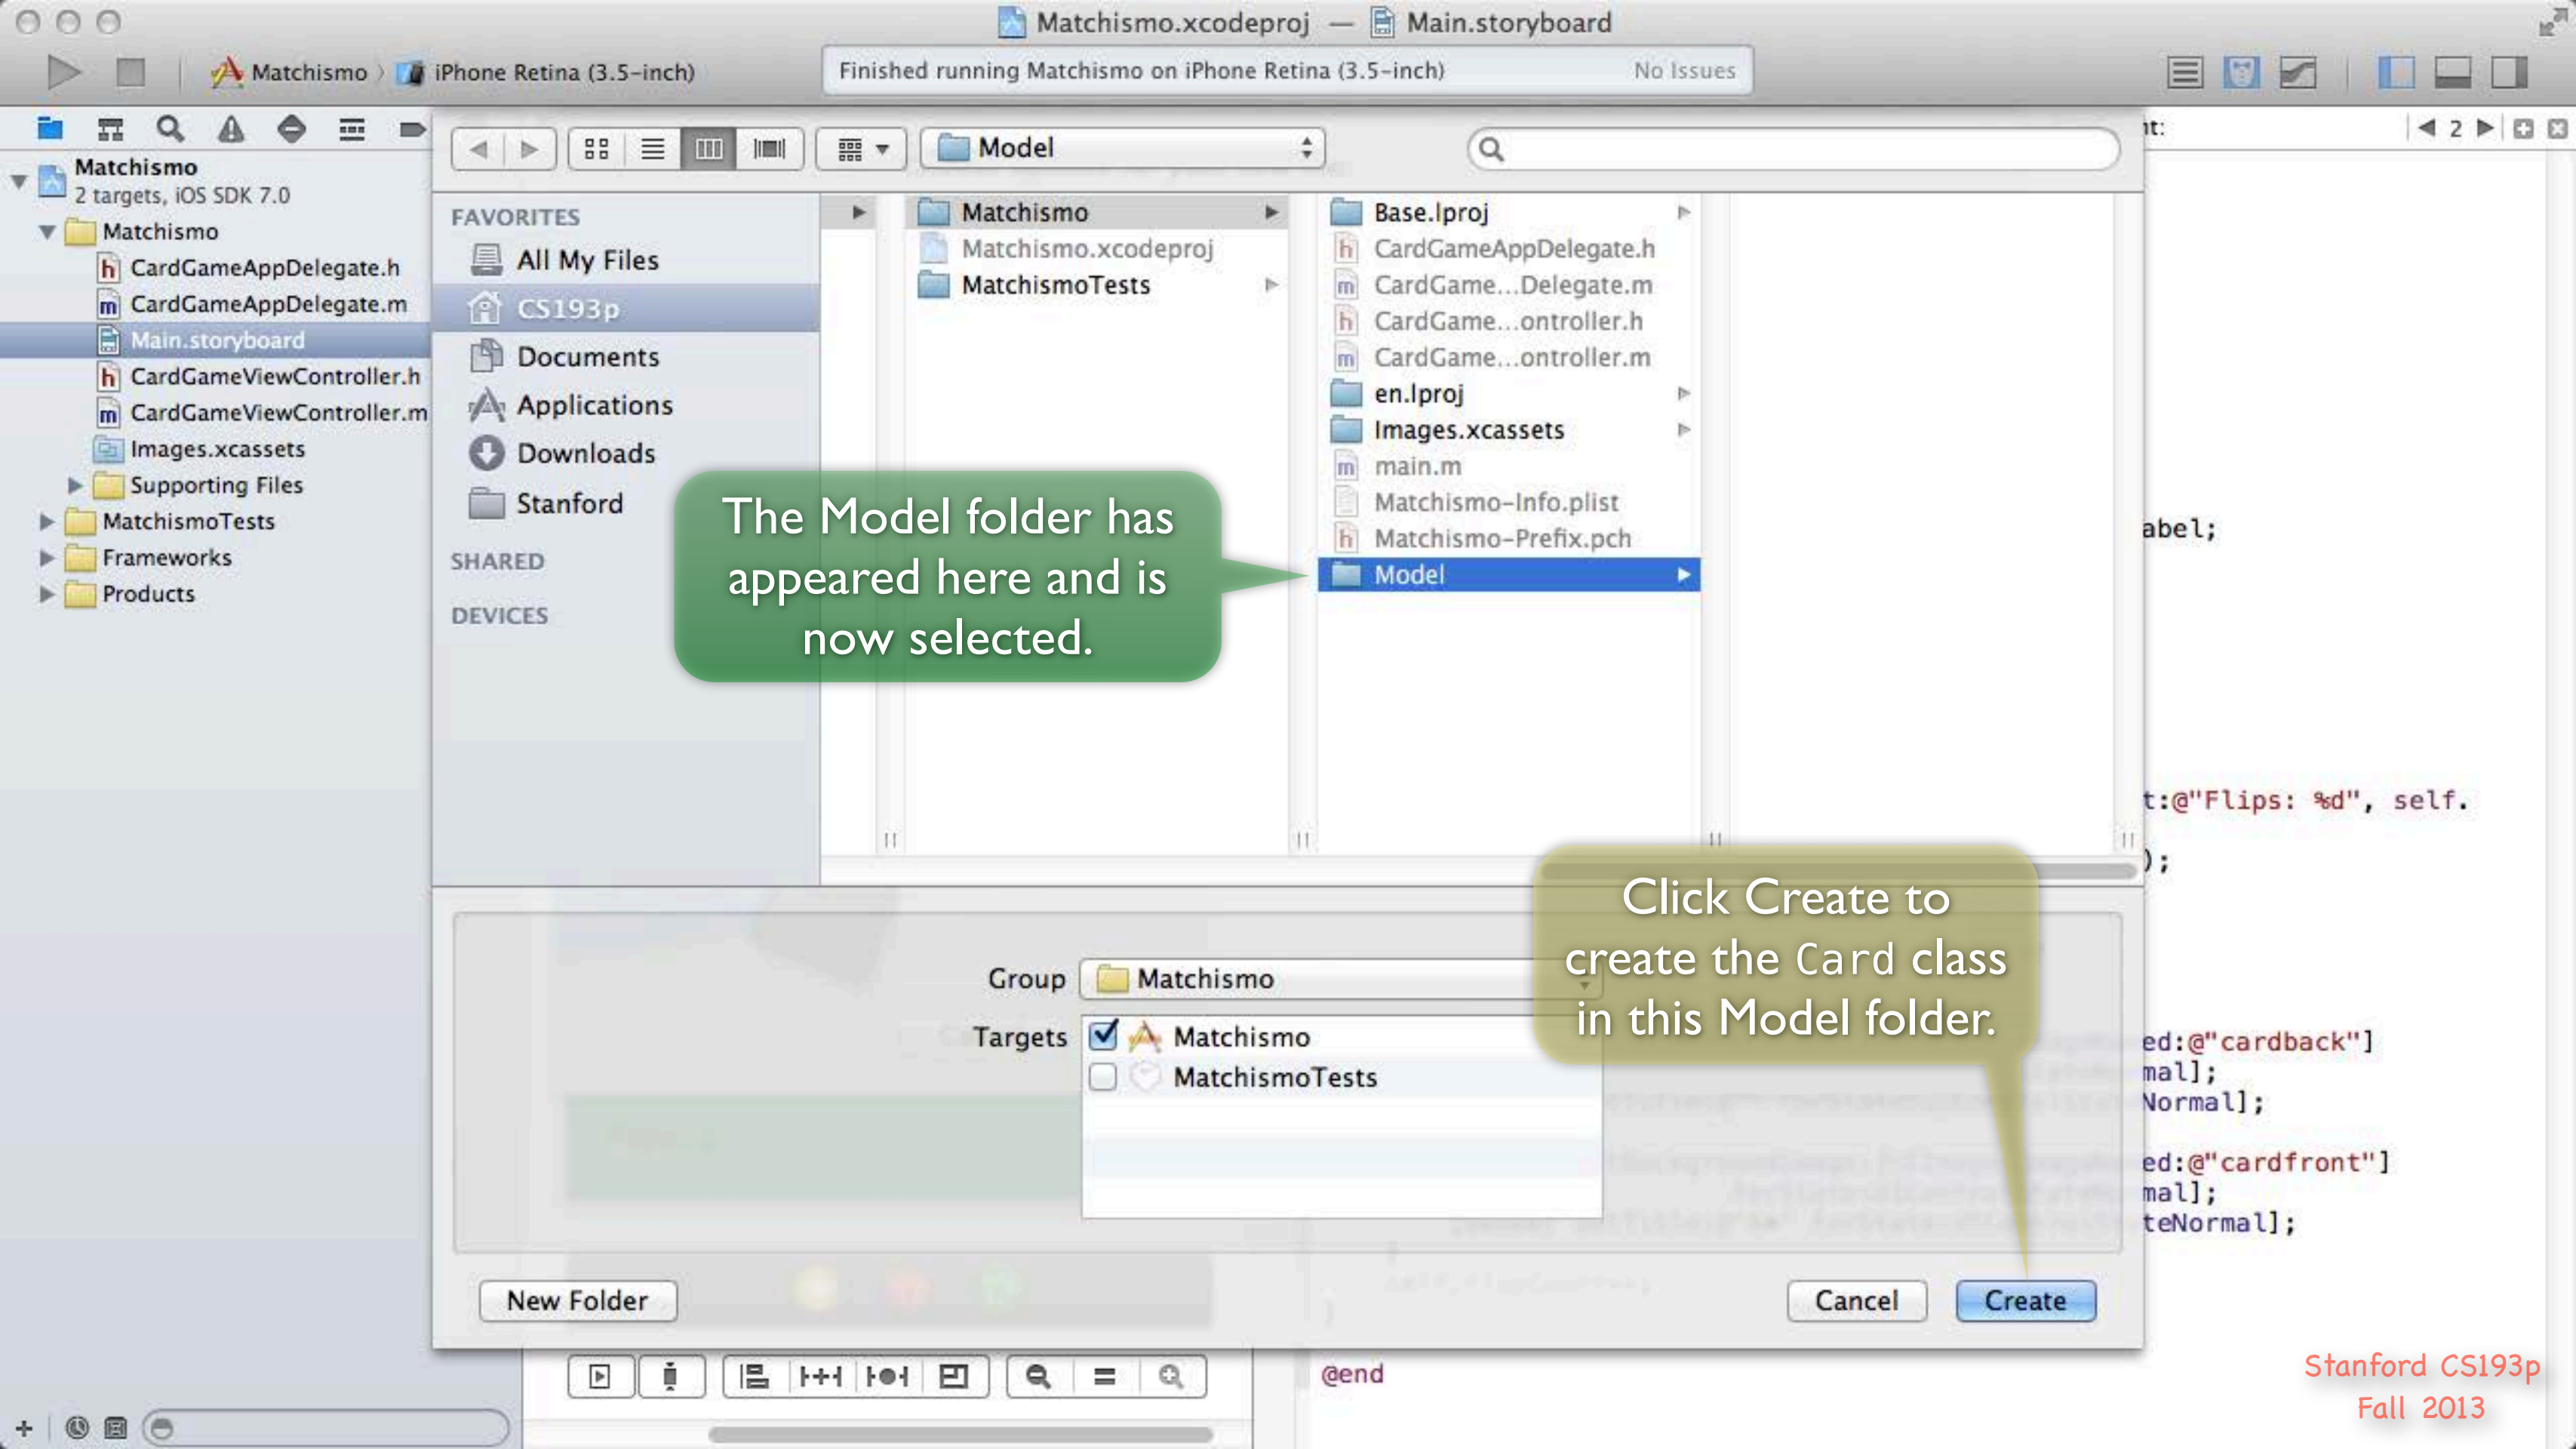 Matchismo.xcodeproj — Main.storyboard
Matchismo iPhone Retina (3.5-inch)
Finished running Matchismo on iPhone Retina (3.5-inch) No Issues
Matchismo
2 targets, iOS SDK 7.0
Matchismo
CardGameAppDelegate.h
CardGameAppDelegate.m
Main.storyboard
CardGameViewController.h
CardGameViewController.m
Images.xcassets
Supporting Files
MatchismoTests
Frameworks
Products
Model
2
FAVORITES
All My Files
CS193p
Documents
Applications
Downloads
Stanford
SHARED
DEVICES
Matchismo
Matchismo.xcodeproj
MatchismoTests
Base.lproj
CardGameAppDelegate.h
CardGame...Delegate.m
CardGame...ontroller.h
CardGame...ontroller.m
en.lproj
Images.xcassets
main.m
Matchismo-Info.plist
Matchismo-Prefix.pch
Model
The Model folder has
appeared here and is
now selected.
abel;
t:@"Flips: %d", self.
);
Click Create to
create the Card class
in this Model folder.
Group Matchismo
Targets Matchismo
MatchismoTests
ed:@"cardback"]
mal];
Normal];
ed:@"cardfront"]
mal];
teNormal];
New Folder
Cancel
Create
@end
Stanford CS193p
Fall 2013